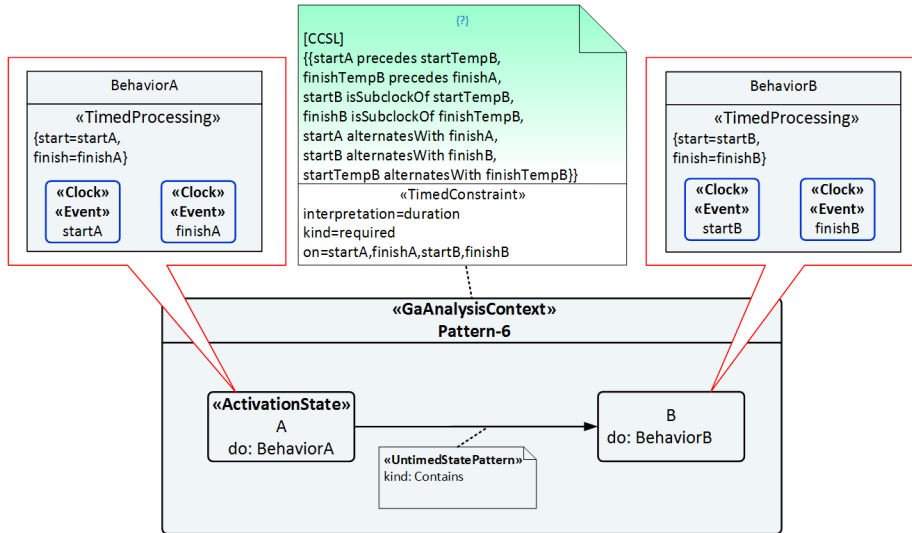 {?}
[CCSL]
{{startA precedes startTempB,
finishTempB precedes finishA,
startB isSubclockOf startTempB,
finishB isSubclockOf finishTempB,
startA alternatesWith finishA,
startB alternatesWith finishB,
startTempB alternatesWith finishTempB}}
«TimedConstraint»
interpretation=duration
kind=required
on=startA,finishA,startB,finishB
BehaviorA
«TimedProcessing»
{start=startA,
finish=finishA}
«Clock»
«Event»
startA
«Clock»
«Event»
finishA
BehaviorB
«TimedProcessing»
{start=startB,
finish=finishB}
«Clock»
«Event»
startB
«Clock»
«Event»
finishB
«GaAnalysisContext»
Pattern-6
«ActivationState»
A
do: BehaviorA
B
do: BehaviorB
«UntimedStatePattern»
kind: Contains